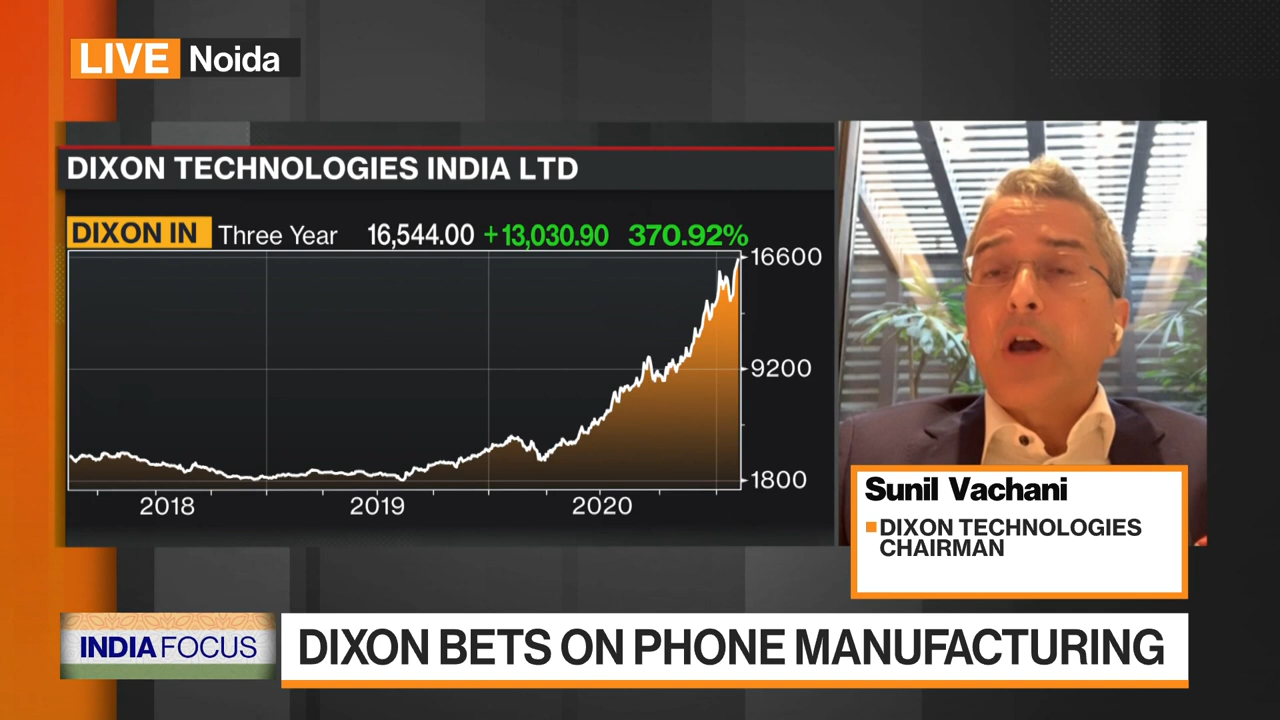 LIVE Noida
DIXON TECHNOLOGIES INDIA LTD
DIXON IN Three Year 16,544.00 +13,030.90 370.92%
16600
9200
1800
2018 2019 2020
Sunil Vachani
DIXON TECHNOLOGIES
CHAIRMAN
INDIA FOCUS
DIXON BETS ON PHONE MANUFACTURING